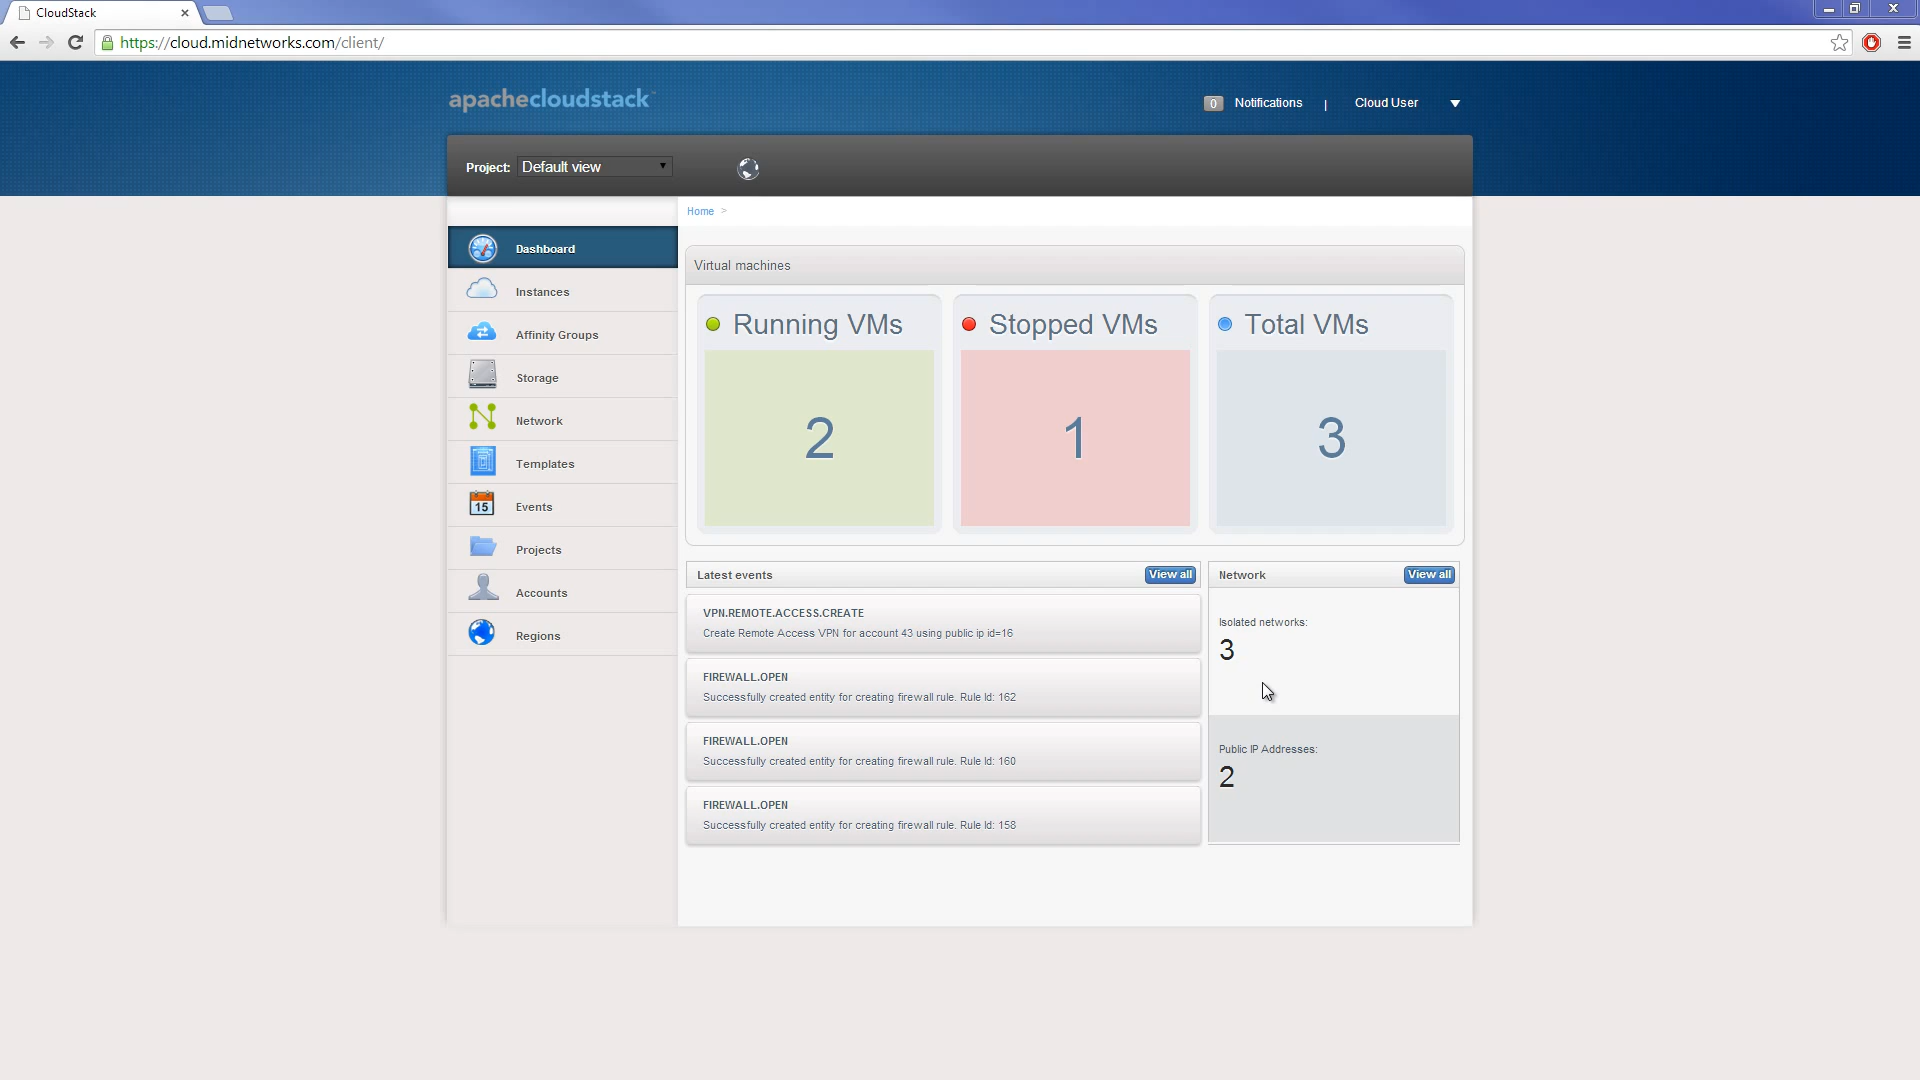 CloudStack
https://cloud.midnetworks.com/client/
apachecloudstack
0 Notifications | Cloud User
Project: Default view
Home >
Dashboard
Instances
Affinity Groups
Storage
Network
Templates
15
Events
Projects
Accounts
Regions
Virtual machines
Running VMs
2
Stopped VMs
1
Total VMs
3
Latest events
View all
VPN.REMOTE.ACCESS.CREATE
Create Remote Access VPN for account 43 using public ip id=16
FIREWALL.OPEN
Successfully created entity for creating firewall rule. Rule Id: 162
FIREWALL.OPEN
Successfully created entity for creating firewall rule. Rule Id: 160
FIREWALL.OPEN
Successfully created entity for creating firewall rule. Rule Id: 158
Network
View all
Isolated networks:
3
Public IP Addresses:
2